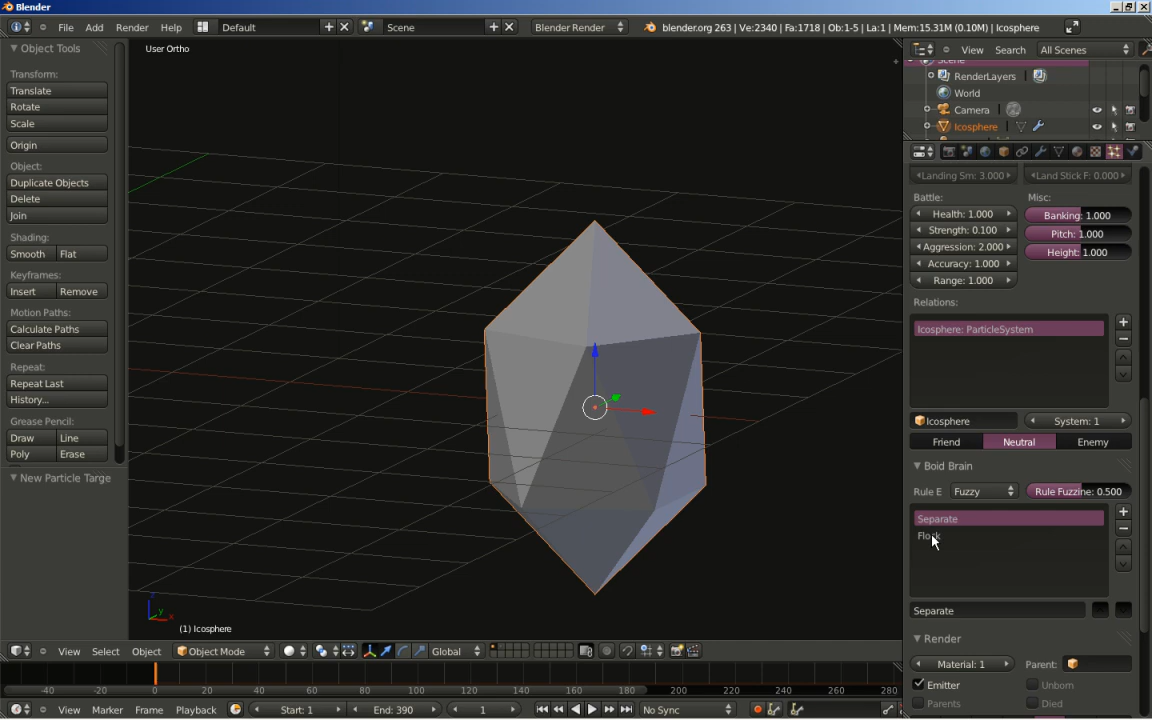 Blender
File Add Render Help Default Scene Blender Render blender.org 263 | Ve:2340 | Fa:1718 | Ob:1-5 | La:1 | Mem:15.31M (0.10M) | Icosphere
Object Tools
Transform:
Translate
Rotate
Scale
Origin
Object:
Duplicate Objects
Delete
Join
Shading:
Smooth Flat
Keyframes:
Insert Remove
Motion Paths:
Calculate Paths
Clear Paths
Repeat:
Repeat Last
History...
Grease Pencil:
Draw Line
Poly Erase
New Particle Targe
User Ortho
(1) Icosphere
View Select Object Object Mode Global
-40 -20 0 20 40 60 80 100 120 140 160 180 200 220 240 260 280
View Marker Frame Playback Start: 1 End: 390 1 No Sync
View Search All Scenes
Scene
RenderLayers
World
Camera
Icosphere
Landing Sm: 3.000 Land Stick F: 0.000
Battle: Misc:
Health: 1.000 Banking: 1.000
Strength: 0.100 Pitch: 1.000
Aggression: 2.000 Height: 1.000
Accuracy: 1.000
Range: 1.000
Relations:
Icosphere: ParticleSystem
Icosphere System: 1
Friend Neutral Enemy
Boid Brain
Rule E Fuzzy Rule Fuzzine: 0.500
Separate
Flock
Separate
Render
Material: 1 Parent:
Emitter Unborn
Parents Died